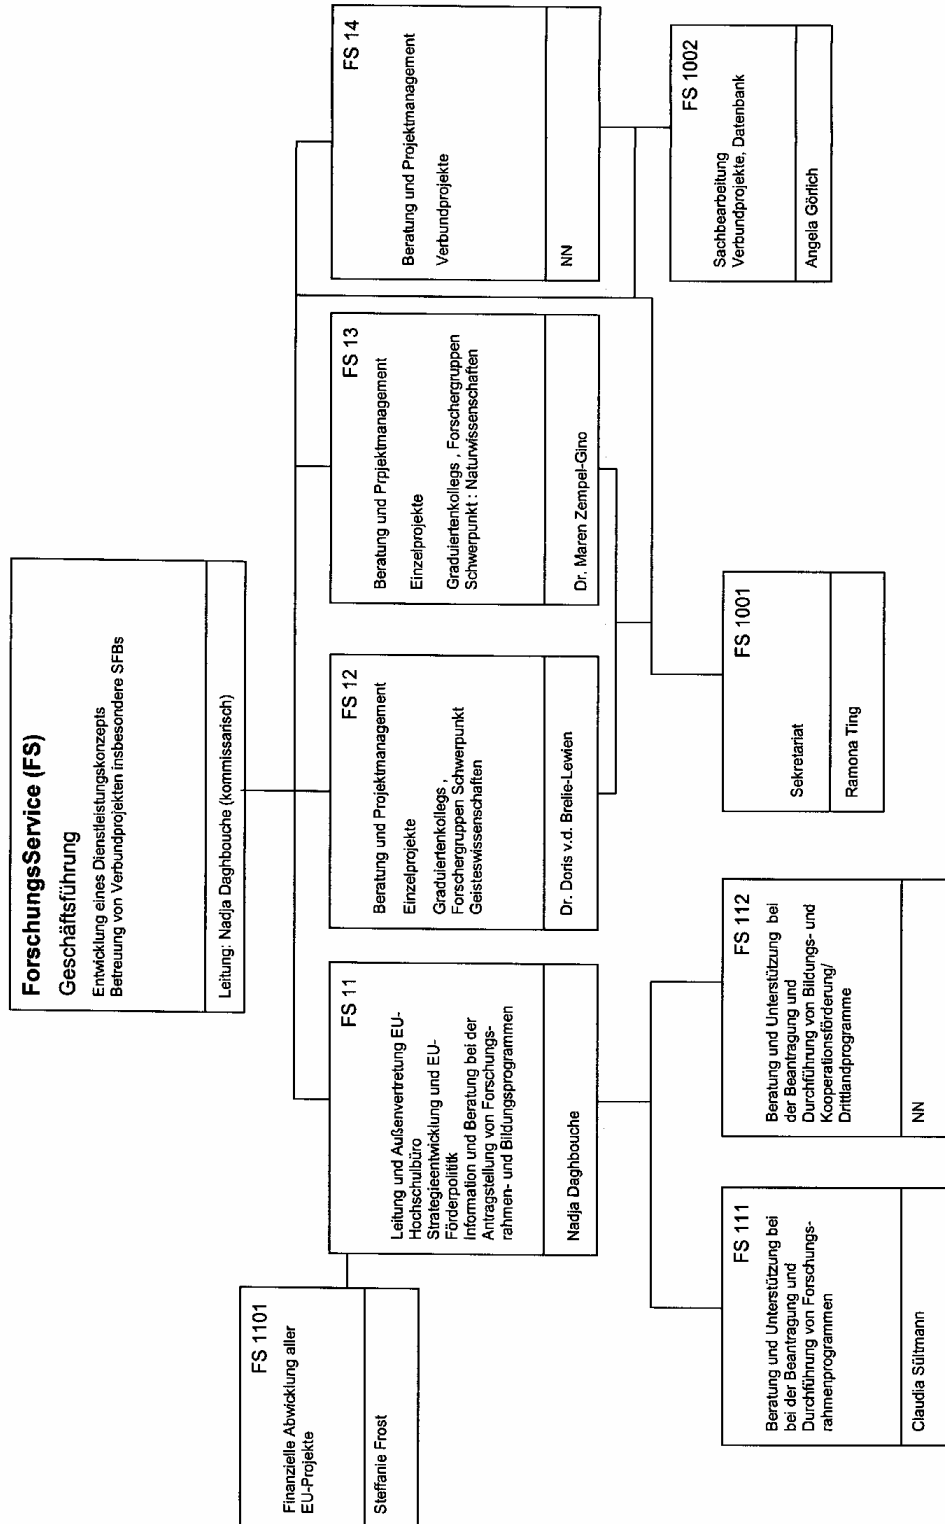 ForschungsService (FS)
Geschäftsführung
Entwicklung eines Dienstleistungskonzepts
Betreuung von Verbundprojekten insbesondere SFBs
Leitung: Nadja Daghbouche (kommissarisch)
FS 1101
Finanzielle Abwicklung aller
EU-Projekte
Steffanie Frost
FS 11
Leitung und Außenvertretung EU-
Hochschulbüro
Strategieentwicklung und EU-
Förderpolititk
Information und Beratung bei der
Antragstellung von Forschungs-
rahmen- und Bildungsprogrammen
Nadja Daghbouche
FS 12
Beratung und Projektmanagement
Einzelprojekte
Graduiertenkollegs ,
Forschergruppen Schwerpunkt
Geisteswissenschaften
Dr. Doris v.d. Brelie-Lewien
FS 13
Beratung und Prpjektmanagement
Einzelprojekte
Graduiertenkollegs , Forschergruppen
Schwerpunkt : Naturwissenschaften
Dr. Maren Zempel-Gino
FS 14
Beratung und Projektmanagement
Verbundprojekte
NN
FS 111
Beratung und Unterstützung bei
bei der Beantragung und
Durchführung von Forschungs-
rahmenprogrammen
Claudia Sültmann
FS 112
Beratung und Unterstützung bei
der Beantragung und
Durchführung von Bildungs- und
Kooperationsförderung/
Drittlandprogramme
NN
FS 1001
Sekretariat
Ramona Ting
FS 1002
Sachbearbeitung
Verbundprojekte, Datenbank
Angela Görlich